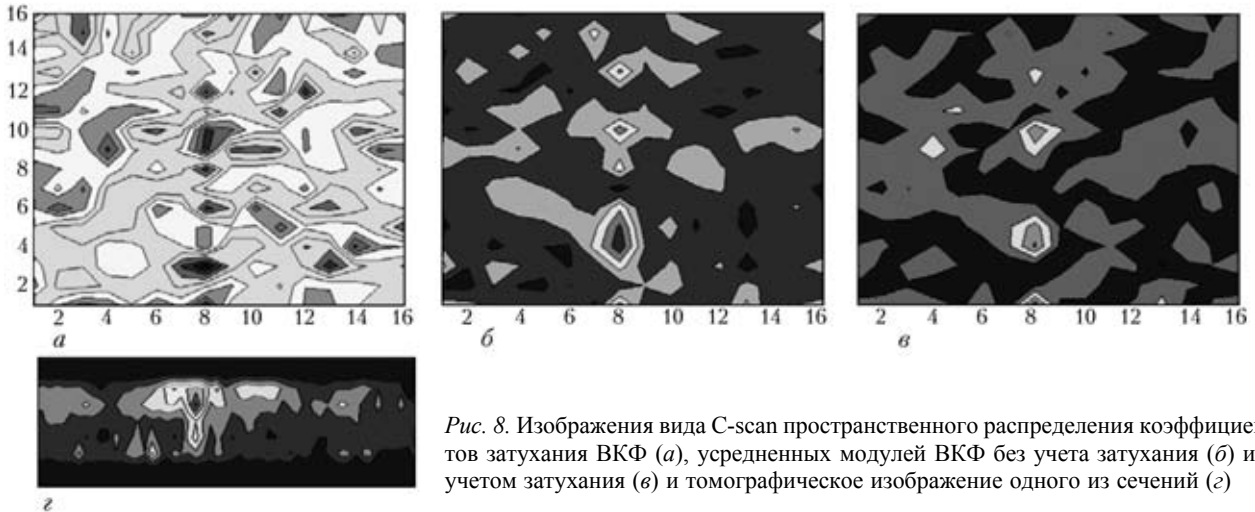 16
14
12
10
8
6
4
2
2 4 6 8 10 12 14 16
2 4 6 8 10 12 14 16
2 4 6 8 10 12 14 16
а
б
в
г
Рис. 8. Изображения вида C-scan пространственного распределения коэффициен
тов затухания ВКФ (а), усредненных модулей ВКФ без учета затухания (б) и
учетом затухания (в) и томографическое изображение одного из сечений (г)